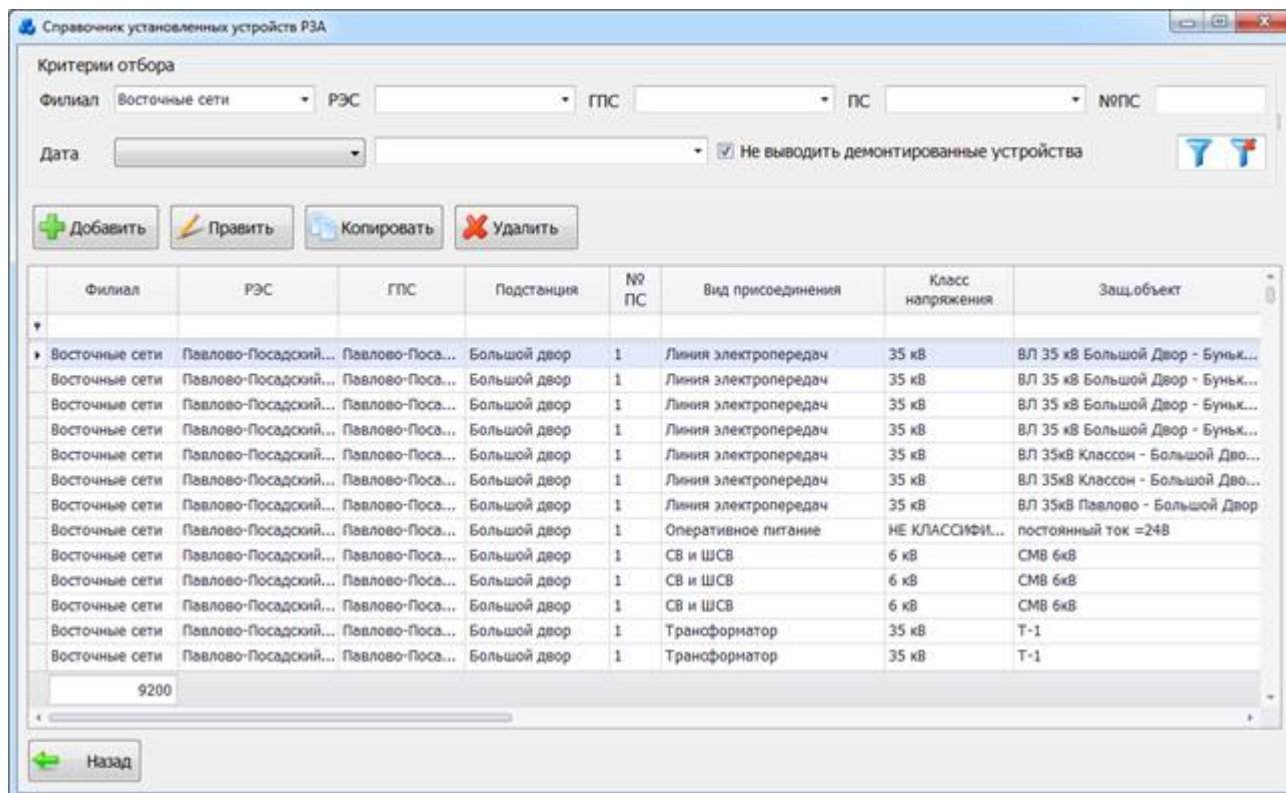 Справочник установленных устройств РЗА
Критерии отбора
Филиал Восточные сети РЭС ГПС ПС №ПС
Дата Не выводить демонтированные устройства
Добавить Править Копировать Удалить
Филиал РЭС ГПС Подстанция № ПС Вид присоединения Класс напряжения Защ.объект
Восточные сети Павлово-Посадский... Павлово-Поса... Большой двор 1 Линия электропередач 35 кВ ВЛ 35 кВ Большой Двор - Буньк...
Восточные сети Павлово-Посадский... Павлово-Поса... Большой двор 1 Линия электропередач 35 кВ ВЛ 35 кВ Большой Двор - Буньк...
Восточные сети Павлово-Посадский... Павлово-Поса... Большой двор 1 Линия электропередач 35 кВ ВЛ 35 кВ Большой Двор - Буньк...
Восточные сети Павлово-Посадский... Павлово-Поса... Большой двор 1 Линия электропередач 35 кВ ВЛ 35 кВ Большой Двор - Буньк...
Восточные сети Павлово-Посадский... Павлово-Поса... Большой двор 1 Линия электропередач 35 кВ ВЛ 35кВ Классон - Большой Дво...
Восточные сети Павлово-Посадский... Павлово-Поса... Большой двор 1 Линия электропередач 35 кВ ВЛ 35кВ Классон - Большой Дво...
Восточные сети Павлово-Посадский... Павлово-Поса... Большой двор 1 Линия электропередач 35 кВ ВЛ 35кВ Павлово - Большой Двор
Восточные сети Павлово-Посадский... Павлово-Поса... Большой двор 1 Оперативное питание НЕ КЛАССИФИ... постоянный ток =24В
Восточные сети Павлово-Посадский... Павлово-Поса... Большой двор 1 СВ и ШСВ 6 кВ СМВ 6кВ
Восточные сети Павлово-Посадский... Павлово-Поса... Большой двор 1 СВ и ШСВ 6 кВ СМВ 6кВ
Восточные сети Павлово-Посадский... Павлово-Поса... Большой двор 1 СВ и ШСВ 6 кВ СМВ 6кВ
Восточные сети Павлово-Посадский... Павлово-Поса... Большой двор 1 Трансформатор 35 кВ Т-1
Восточные сети Павлово-Посадский... Павлово-Поса... Большой двор 1 Трансформатор 35 кВ Т-1
9200
Назад